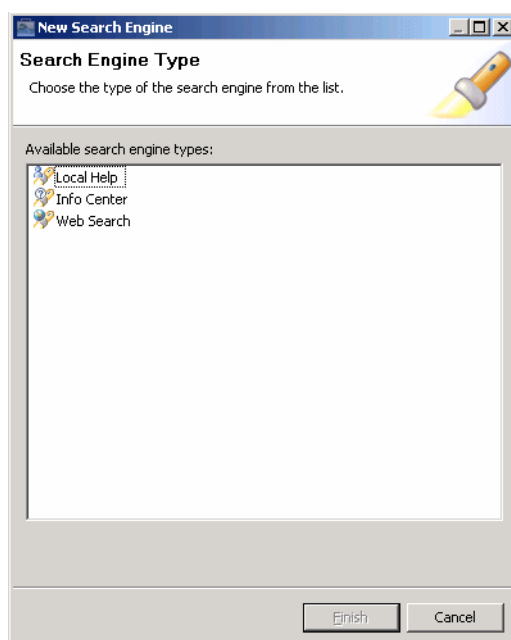 New Search Engine
Search Engine Type
Choose the type of the search engine from the list.
Available search engine types:
Local Help
Info Center
Web Search
Finish
Cancel